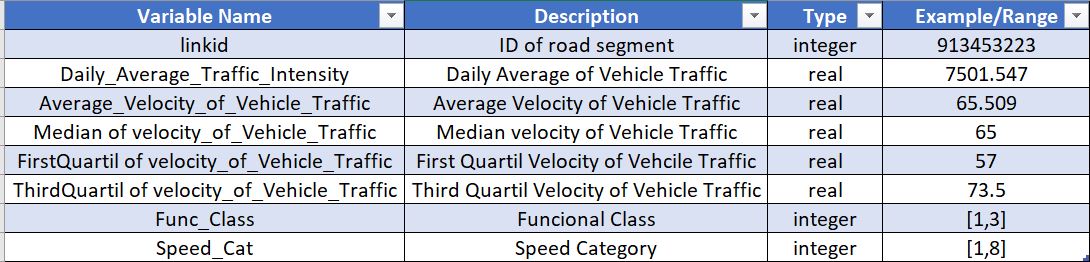 Variable Name Description Type Example/Range
linkid ID of road segment integer 913453223
Daily_Average_Traffic_Intensity Daily Average of Vehicle Traffic real 7501.547
Average_Velocity_of_Vehicle_Traffic Average Velocity of Vehicle Traffic real 65.509
Median of velocity_of_Vehicle_Traffic Median velocity of Vehicle Traffic real 65
FirstQuartil of velocity_of_Vehicle_Traffic First Quartil Velocity of Vehcile Traffic real 57
ThirdQuartil of velocity_of_Vehicle_Traffic Third Quartil Velocity of Vehicle Traffic real 73.5
Func_Class Funcional Class integer [1,3]
Speed_Cat Speed Category integer [1,8]